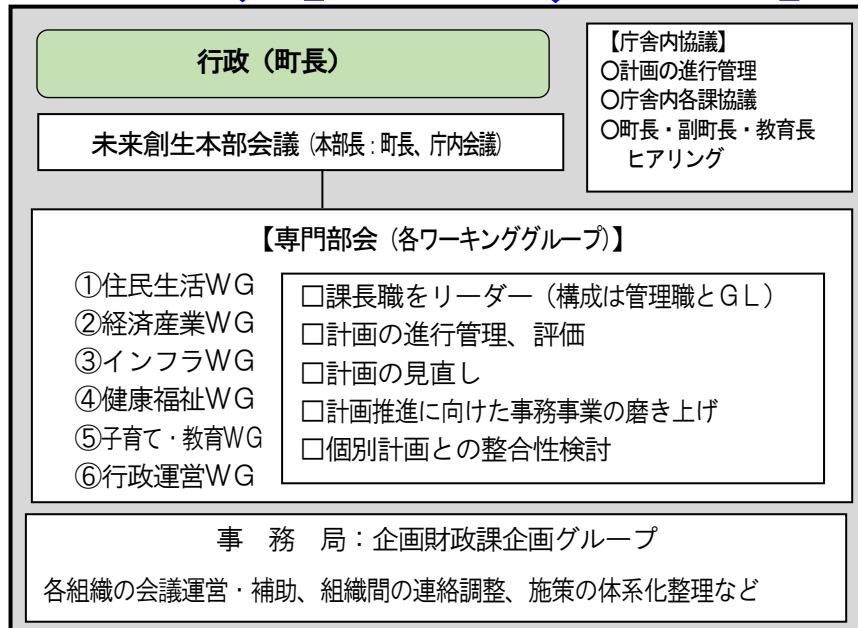 行政（町長）
【庁舎内協議】
○計画の進行管理
○庁舎内各課協議
○町長・副町長・教育長
ヒアリング
未来創生本部会議（本部長：町長、庁内会議）
【専門部会（各ワーキンググループ）】
①住民生活ＷＧ
②経済産業ＷＧ
③インフラＷＧ
④健康福祉ＷＧ
⑤子育て・教育ＷＧ
⑥行政運営ＷＧ
□課長職をリーダー（構成は管理職とＧＬ）
□計画の進行管理、評価
□計画の見直し
□計画推進に向けた事務事業の磨き上げ
□個別計画との整合性検討
事　務　局：企画財政課企画グループ
各組織の会議運営・補助、組織間の連絡調整、施策の体系化整理など